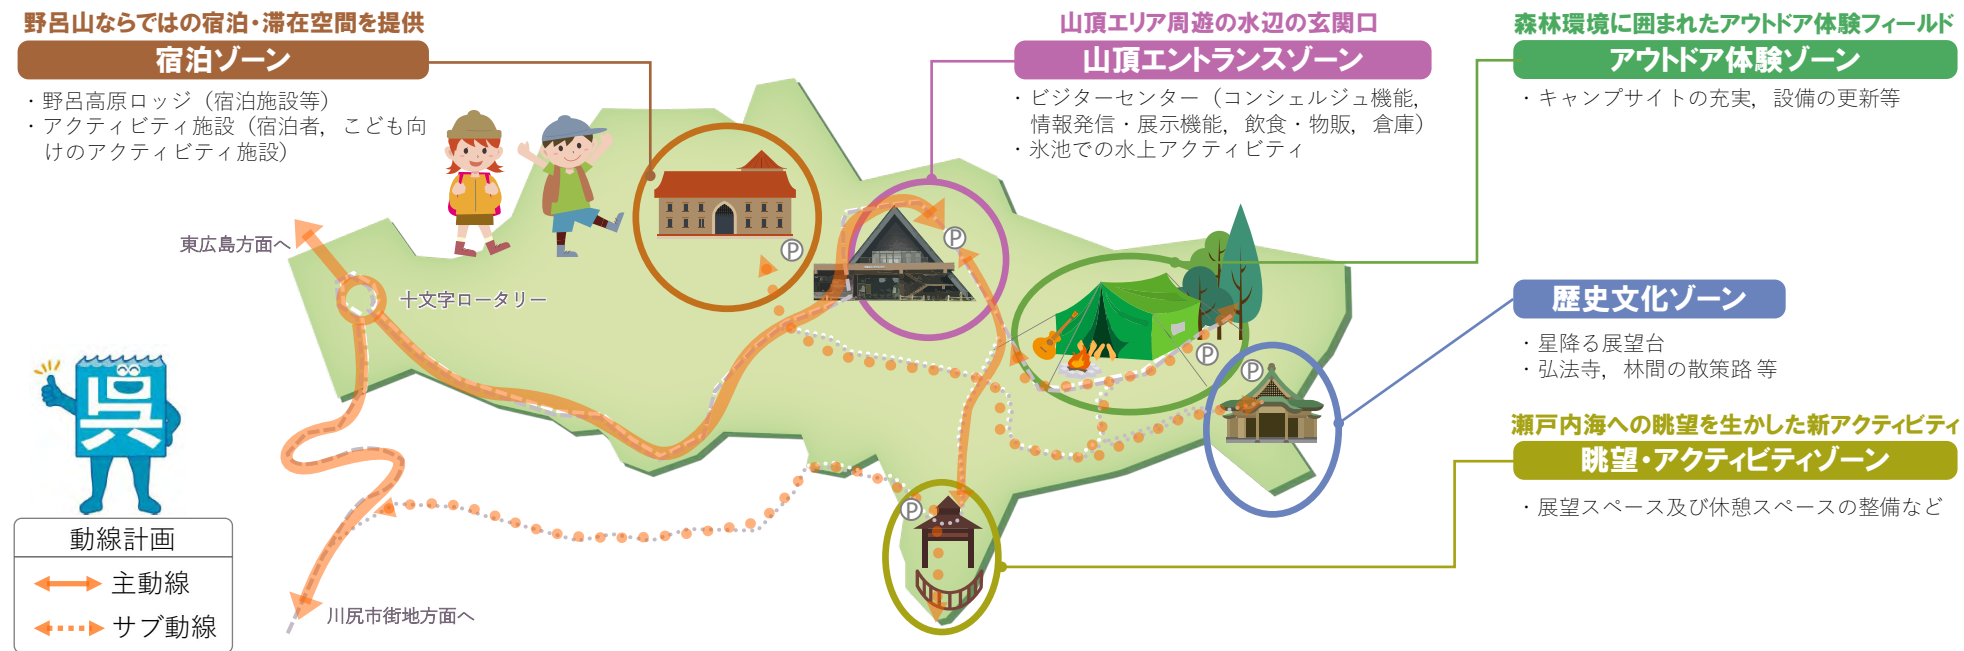 野呂山ならではの宿泊・滞在空間を提供
宿泊ゾーン
・野呂高原ロッジ（宿泊施設等）
・アクティビティ施設（宿泊者，こども向
けのアクティビティ施設）
山頂エリア周遊の水辺の玄関口
山頂エントランスゾーン
・ビジターセンター（コンシェルジュ機能，
情報発信・展示機能，飲食・物販，倉庫）
・氷池での水上アクティビティ
森林環境に囲まれたアウトドア体験フィールド
アウトドア体験ゾーン
・キャンプサイトの充実，設備の更新等
歴史文化ゾーン
・星降る展望台
・弘法寺，林間の散策路 等
瀬戸内海への眺望を生かした新アクティビティ
眺望・アクティビティゾーン
・展望スペース及び休憩スペースの整備など
東広島方面へ
十文字ロータリー
P
P
P
P
P
呉
川尻市街地方面へ
動線計画
主動線
サブ動線